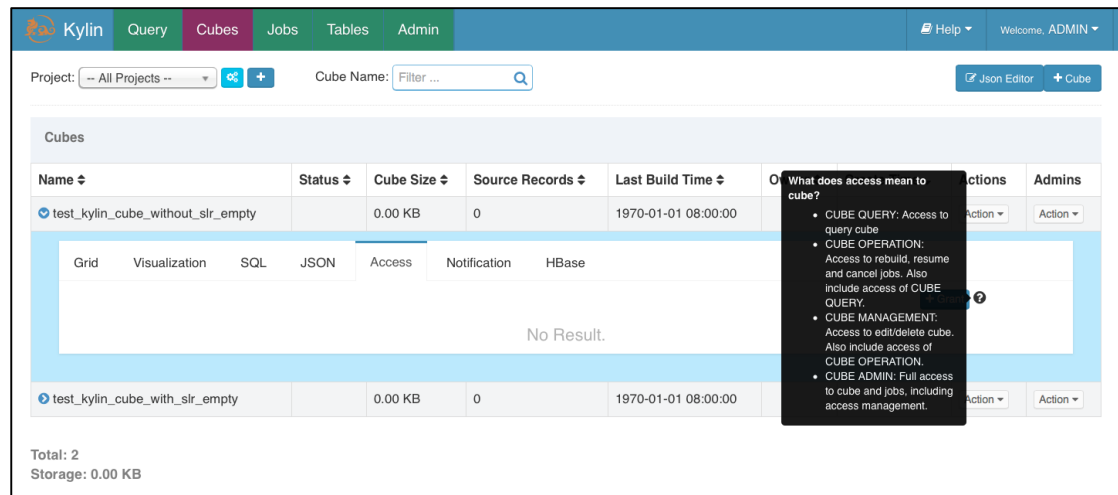 Kylin Query Cubes Jobs Tables Admin Help Welcome, ADMIN
Project: -- All Projects -- Cube Name: Filter ... Json Editor + Cube
Cubes
Name Status Cube Size Source Records Last Build Time Actions Admins
test_kylin_cube_without_slr_empty 0.00 KB 0 1970-01-01 08:00:00 Action Action
Grid Visualization SQL JSON Access Notification HBase
+ Grant
No Result.
What does access mean to
cube?
• CUBE QUERY: Access to
query cube
• CUBE OPERATION:
Access to rebuild, resume
and cancel jobs. Also
include access of CUBE
QUERY.
• CUBE MANAGEMENT:
Access to edit/delete cube.
Also include access of
CUBE OPERATION.
• CUBE ADMIN: Full access
to cube and jobs, including
access management.
test_kylin_cube_with_slr_empty 0.00 KB 0 1970-01-01 08:00:00 Action Action
Total: 2
Storage: 0.00 KB